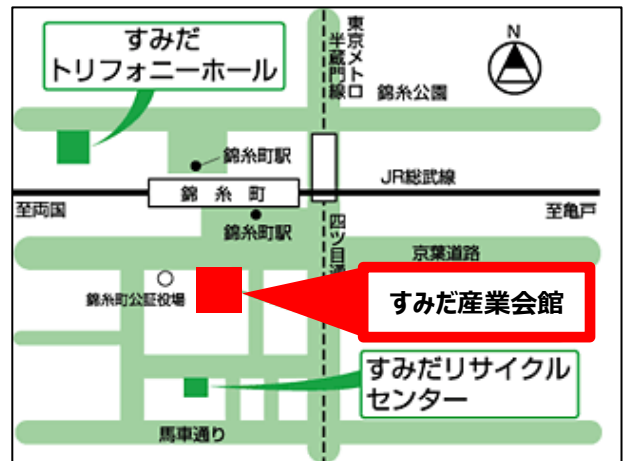 すみだ
トリフォニーホール
東京メトロ
半蔵門線
N
錦糸公園
錦糸町駅
JR総武線
錦糸町
至両国
至亀戸
錦糸町駅
四ツ目通
京葉道路
錦糸町公証役場
すみだ産業会館
すみだリサイクル
センター
馬車通り